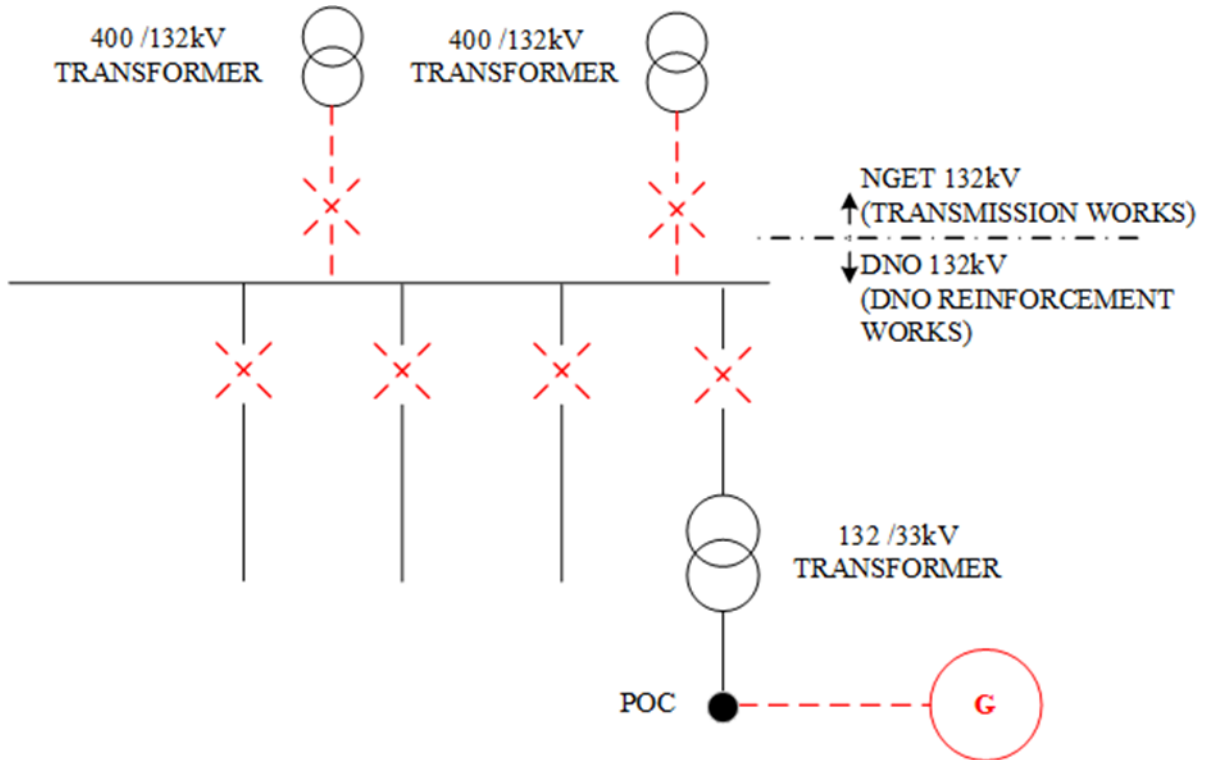 400 /132kV
TRANSFORMER
400 /132kV
TRANSFORMER
NGET 132kV
(TRANSMISSION WORKS)
DNO 132kV
(DNO REINFORCEMENT
WORKS)
132 /33kV
TRANSFORMER
POC
G